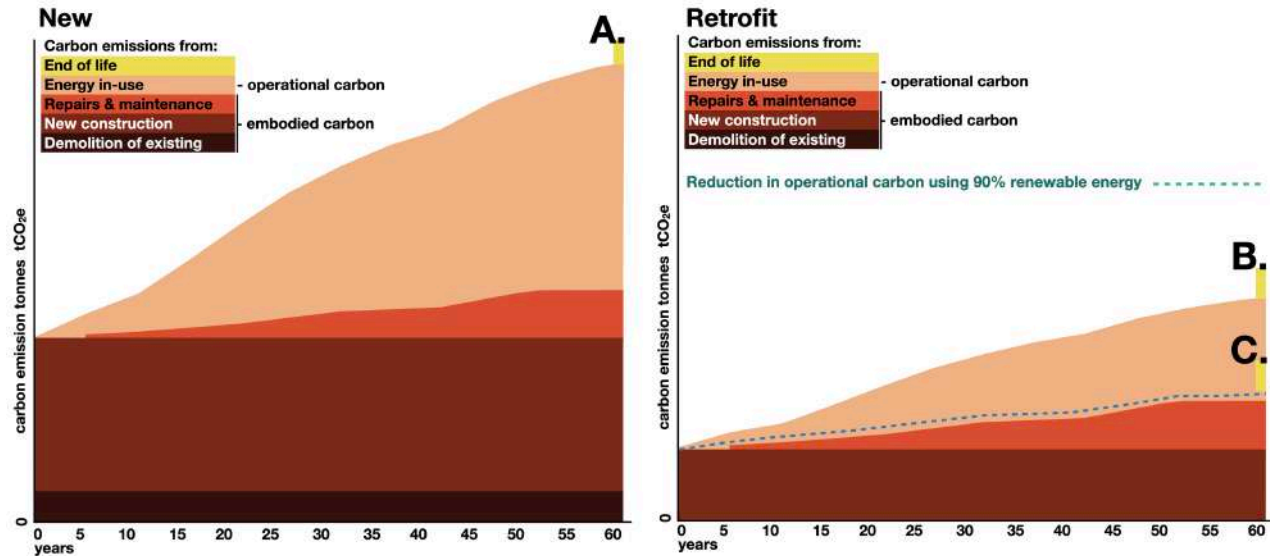 New
A.
Carbon emissions from:
End of life
Energy in-use - operational carbon
Repairs & maintenance
New construction - embodied carbon
Demolition of existing
carbon emission tonnes tCO₂e
0
0 5 10 15 20 25 30 35 40 45 50 55 60
years
Retrofit
Carbon emissions from:
End of life
Energy in-use - operational carbon
Repairs & maintenance
New construction - embodied carbon
Demolition of existing
Reduction in operational carbon using 90% renewable energy
B.
C.
carbon emission tonnes tCO₂e
0
0 5 10 15 20 25 30 35 40 45 50 55 60
years